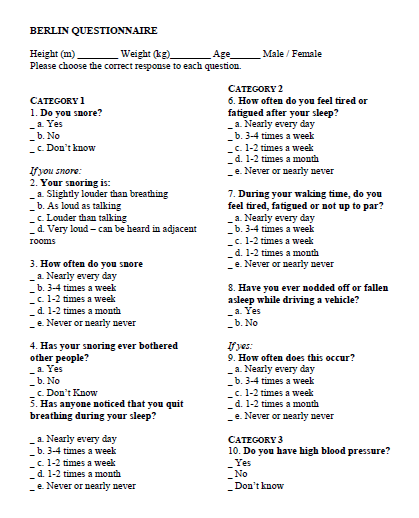 BERLIN QUESTIONNAIRE
Height (m) ________ Weight (kg)________ Age______ Male / Female
Please choose the correct response to each question.
CATEGORY 1
1. Do you snore?
_ a. Yes
_ b. No
_ c. Don't know
If you snore:
2. Your snoring is:
_ a. Slightly louder than breathing
_ b. As loud as talking
_ c. Louder than talking
_ d. Very loud – can be heard in adjacent
rooms
3. How often do you snore
_ a. Nearly every day
_ b. 3-4 times a week
_ c. 1-2 times a week
_ d. 1-2 times a month
_ e. Never or nearly never
4. Has your snoring ever bothered
other people?
_ a. Yes
_ b. No
_ c. Don't Know
5. Has anyone noticed that you quit
breathing during your sleep?
_ a. Nearly every day
_ b. 3-4 times a week
_ c. 1-2 times a week
_ d. 1-2 times a month
_ e. Never or nearly never
CATEGORY 2
6. How often do you feel tired or
fatigued after your sleep?
_ a. Nearly every day
_ b. 3-4 times a week
_ c. 1-2 times a week
_ d. 1-2 times a month
_ e. Never or nearly never
7. During your waking time, do you
feel tired, fatigued or not up to par?
_ a. Nearly every day
_ b. 3-4 times a week
_ c. 1-2 times a week
_ d. 1-2 times a month
_ e. Never or nearly never
8. Have you ever nodded off or fallen
asleep while driving a vehicle?
_ a. Yes
_ b. No
If yes:
9. How often does this occur?
_ a. Nearly every day
_ b. 3-4 times a week
_ c. 1-2 times a week
_ d. 1-2 times a month
_ e. Never or nearly never
CATEGORY 3
10. Do you have high blood pressure?
_ Yes
_ No
_ Don't know